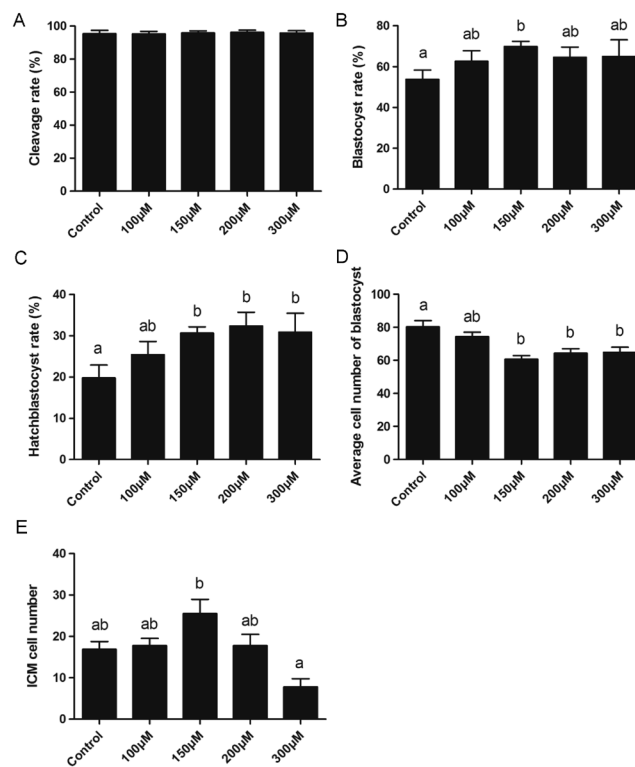 A
Cleavage rate (%)
100
80
60
40
20
0
Control
100μM
150μM
200μM
300μM
B
Blastocyst rate (%)
80
60
40
20
0
a
ab
b
ab
ab
Control
100μM
150μM
200μM
300μM
C
Hatchblastocyst rate (%)
40
30
20
10
0
a
ab
b
b
b
Control
100μM
150μM
200μM
300μM
D
Average cell number of blastocyst
100
80
60
40
20
0
a
ab
b
b
b
Control
100μM
150μM
200μM
300μM
E
ICM cell number
40
30
20
10
0
ab
ab
b
ab
a
Control
100μM
150μM
200μM
300μM